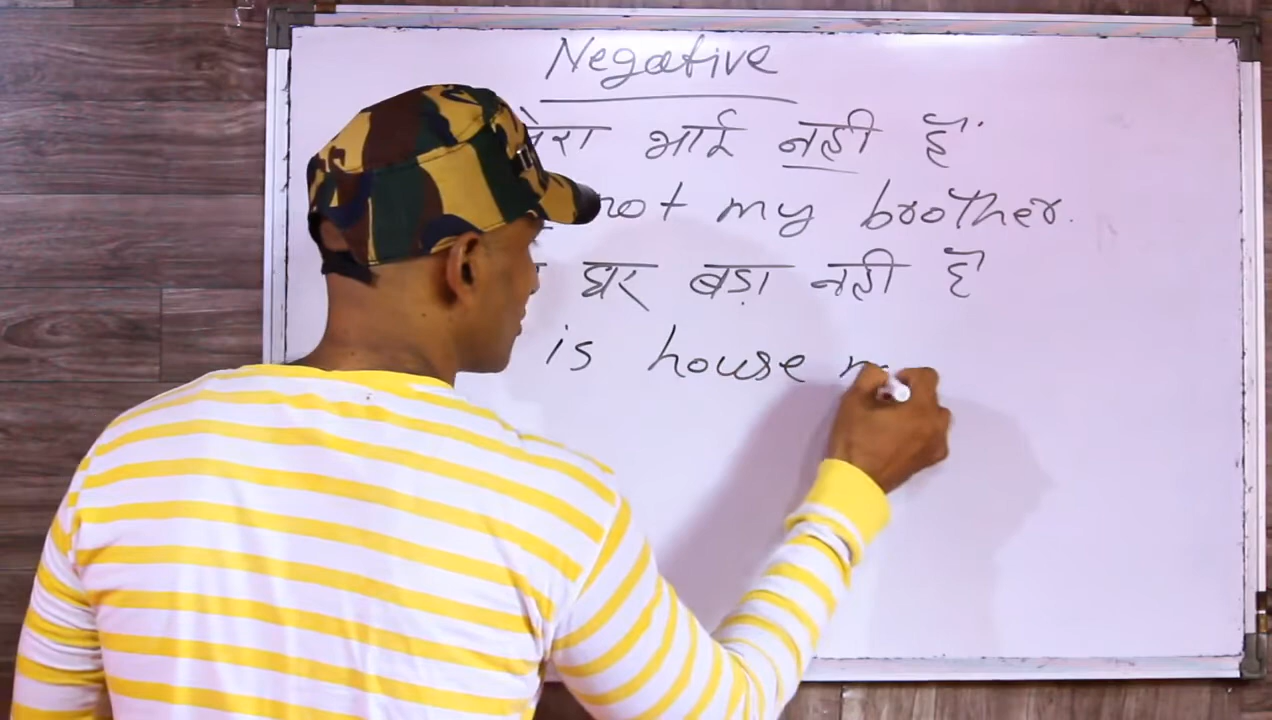 Negative
मेरा भाई नही है.
not my brother.
घर बड़ा नही है
is house